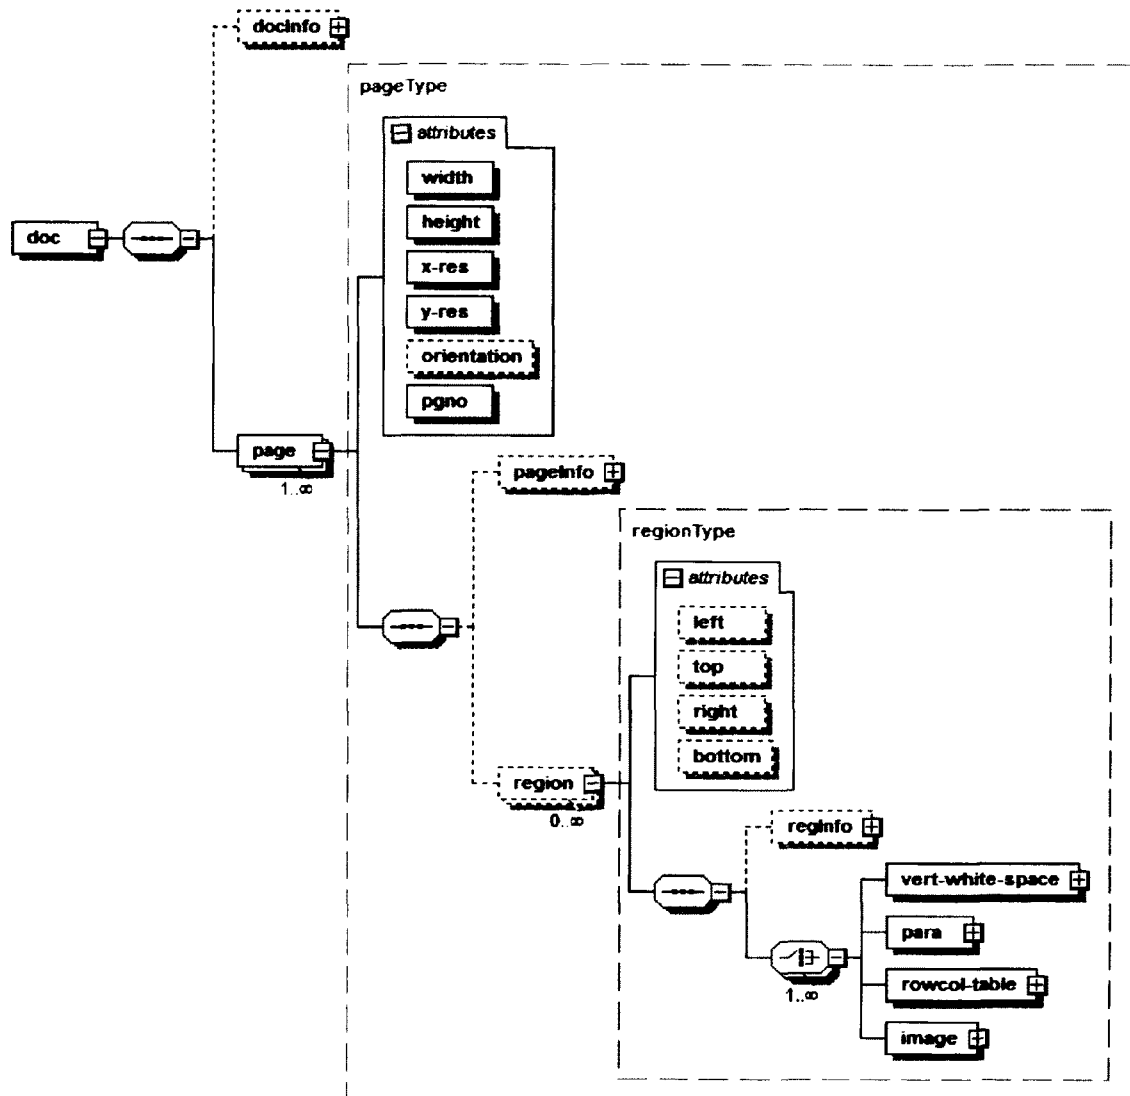 docInfo
pageType
attributes
width
height
doc
x-res
y-res
orientation
pgno
page
1..∞
pageInfo
regionType
attributes
left
top
right
bottom
region
0..∞
regInfo
vert-white-space
para
rowcol-table
1..∞
image